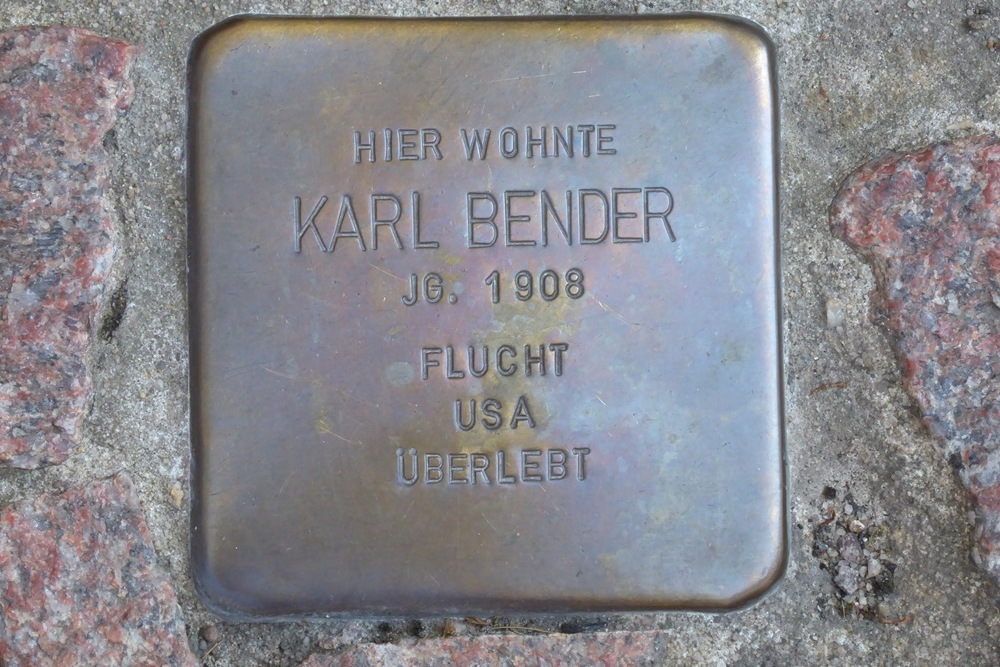 HIER WOHNTE
KARL BENDER
JG. 1908
FLUCHT
USA
ÜBERLEBT